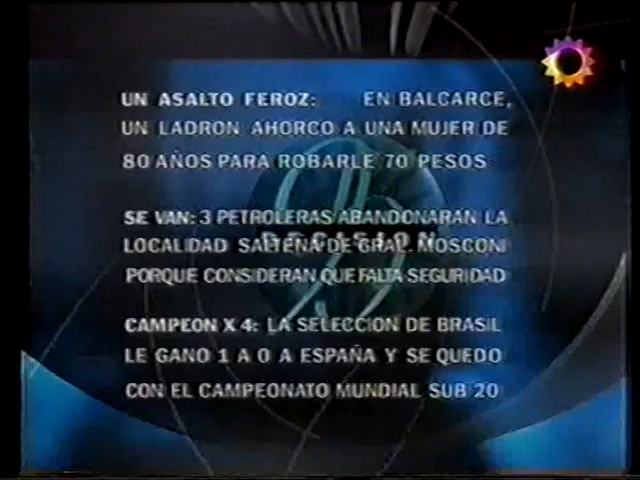 UN ASALTO FEROZ: EN BALCARCE,
UN LADRON AHORCO A UNA MUJER DE
80 AÑOS PARA ROBARLE 70 PESOS
SE VAN: 3 PETROLERAS ABANDONARAN LA
LOCALIDAD SALTEÑA DE GRAL. MOSCONI
DECISION
PORQUE CONSIDERAN QUE FALTA SEGURIDAD
CAMPEON X 4: LA SELECCION DE BRASIL
LE GANO 1 A 0 A ESPAÑA Y SE QUEDO
CON EL CAMPEONATO MUNDIAL SUB 20